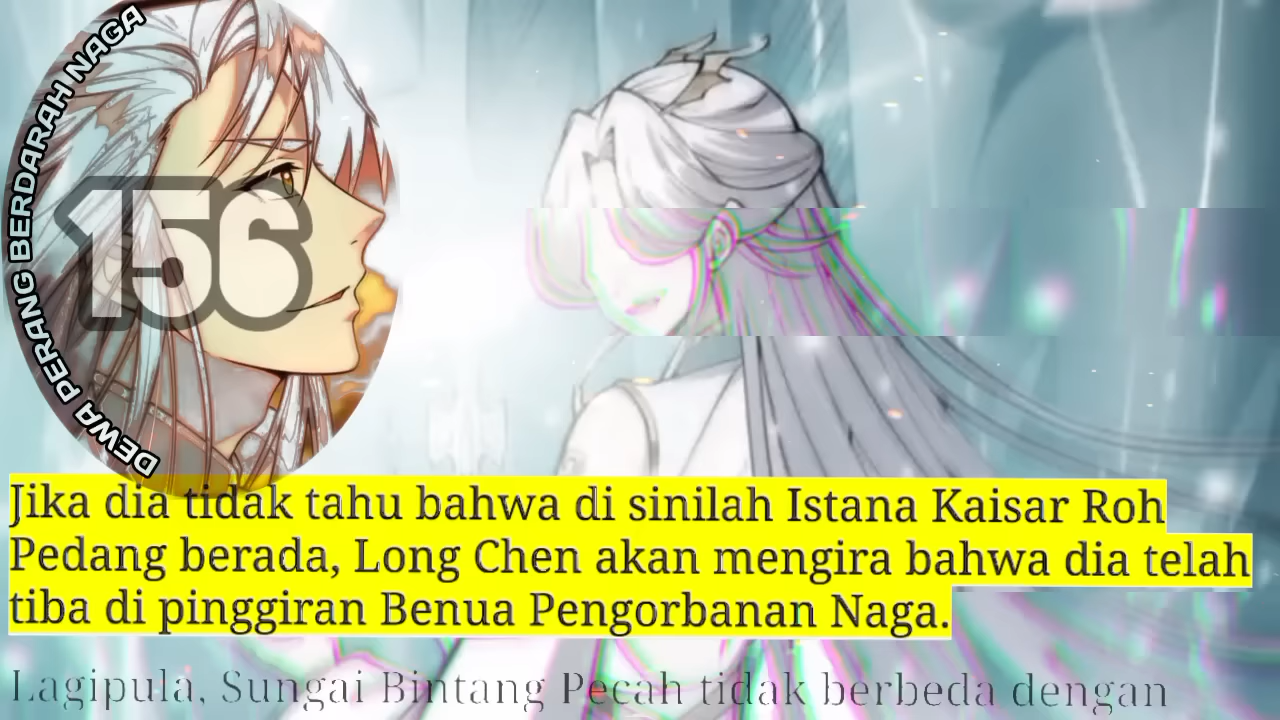 DEWA PERANG BERDARAH NAGA
156
Jika dia tidak tahu bahwa di sinilah Istana Kaisar Roh
Pedang berada, Long Chen akan mengira bahwa dia telah
tiba di pinggiran Benua Pengorbanan Naga.
Lagipula, Sungai Bintang Pecah tidak berbeda dengan